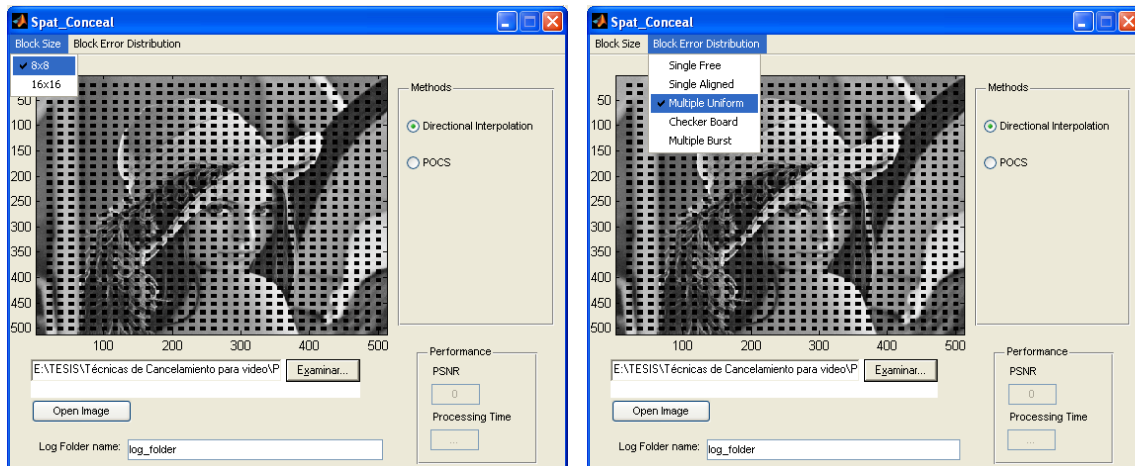 Spat_Conceal
Block Size Block Error Distribution
8x8
16x16
50
100
150
200
250
300
350
400
450
500
100 200 300 400 500
Methods
Directional Interpolation
POCS
E:\TESIS\Técnicas de Cancelamiento para video\P Examinar...
Open Image
Log Folder name: log_folder
Performance
PSNR
0
Processing Time
...
Spat_Conceal
Block Size Block Error Distribution
Single Free
Single Aligned
Multiple Uniform
Checker Board
Multiple Burst
50
100
150
200
250
300
350
400
450
500
100 200 300 400 500
Methods
Directional Interpolation
POCS
E:\TESIS\Técnicas de Cancelamiento para video\P Examinar...
Open Image
Log Folder name: log_folder
Performance
PSNR
0
Processing Time
...